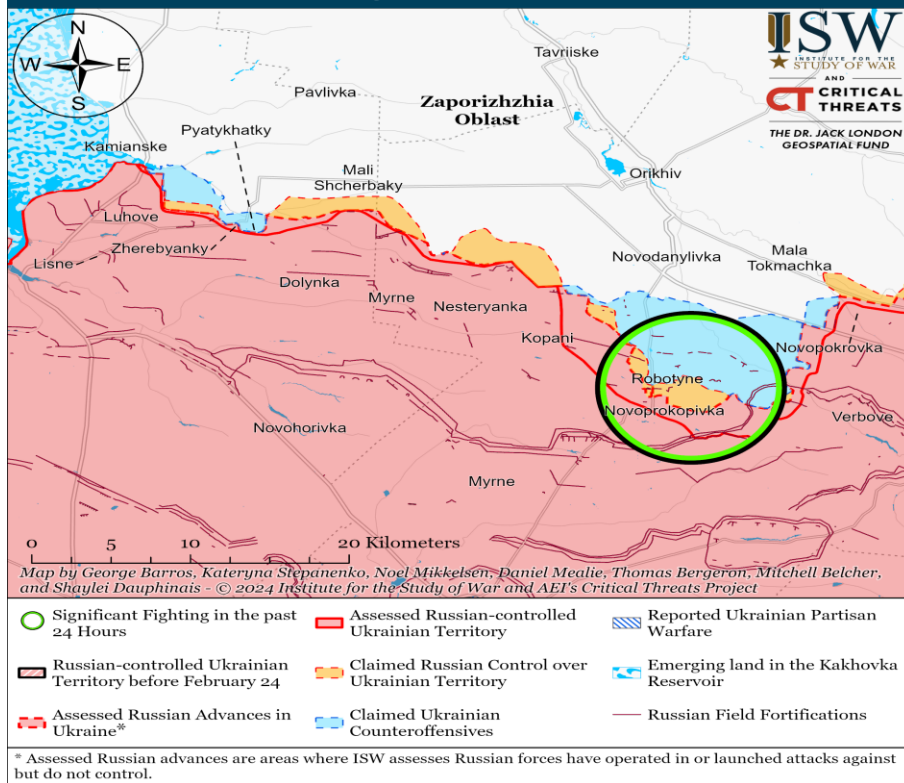 N
W
E
S
ISW
INSTITUTE FOR THE
STUDY OF WAR
AND
CT CRITICAL
THREATS
THE DR. JACK LONDON
GEOSPATIAL FUND
Tavriiske
Pavlivka
Zaporizhzhia
Oblast
Pyatykhatky
Kamianske
Mali
Shcherbaky
Orikhiv
Luhove
Zherebyanky
Novodanylivka
Mala
Tokmachka
Lisne
Dolynka
Myrne
Nesteryanka
Kopani
Novopokrovka
Robotyne
Novoprokopivka
Verbove
Novohorivka
Myrne
0 5 10 20 Kilometers
Map by George Barros, Kateryna Stepanenko, Noel Mikkelsen, Daniel Mealie, Thomas Bergeron, Mitchell Belcher,
and Shaylei Dauphinais - © 2024 Institute for the Study of War and AEI's Critical Threats Project
Significant Fighting in the past
24 Hours
Assessed Russian-controlled
Ukrainian Territory
Reported Ukrainian Partisan
Warfare
Russian-controlled Ukrainian
Territory before February 24
Claimed Russian Control over
Ukrainian Territory
Emerging land in the Kakhovka
Reservoir
Assessed Russian Advances in
Ukraine*
Claimed Ukrainian
Counteroffensives
Russian Field Fortifications
* Assessed Russian advances are areas where ISW assesses Russian forces have operated in or launched attacks against
but do not control.